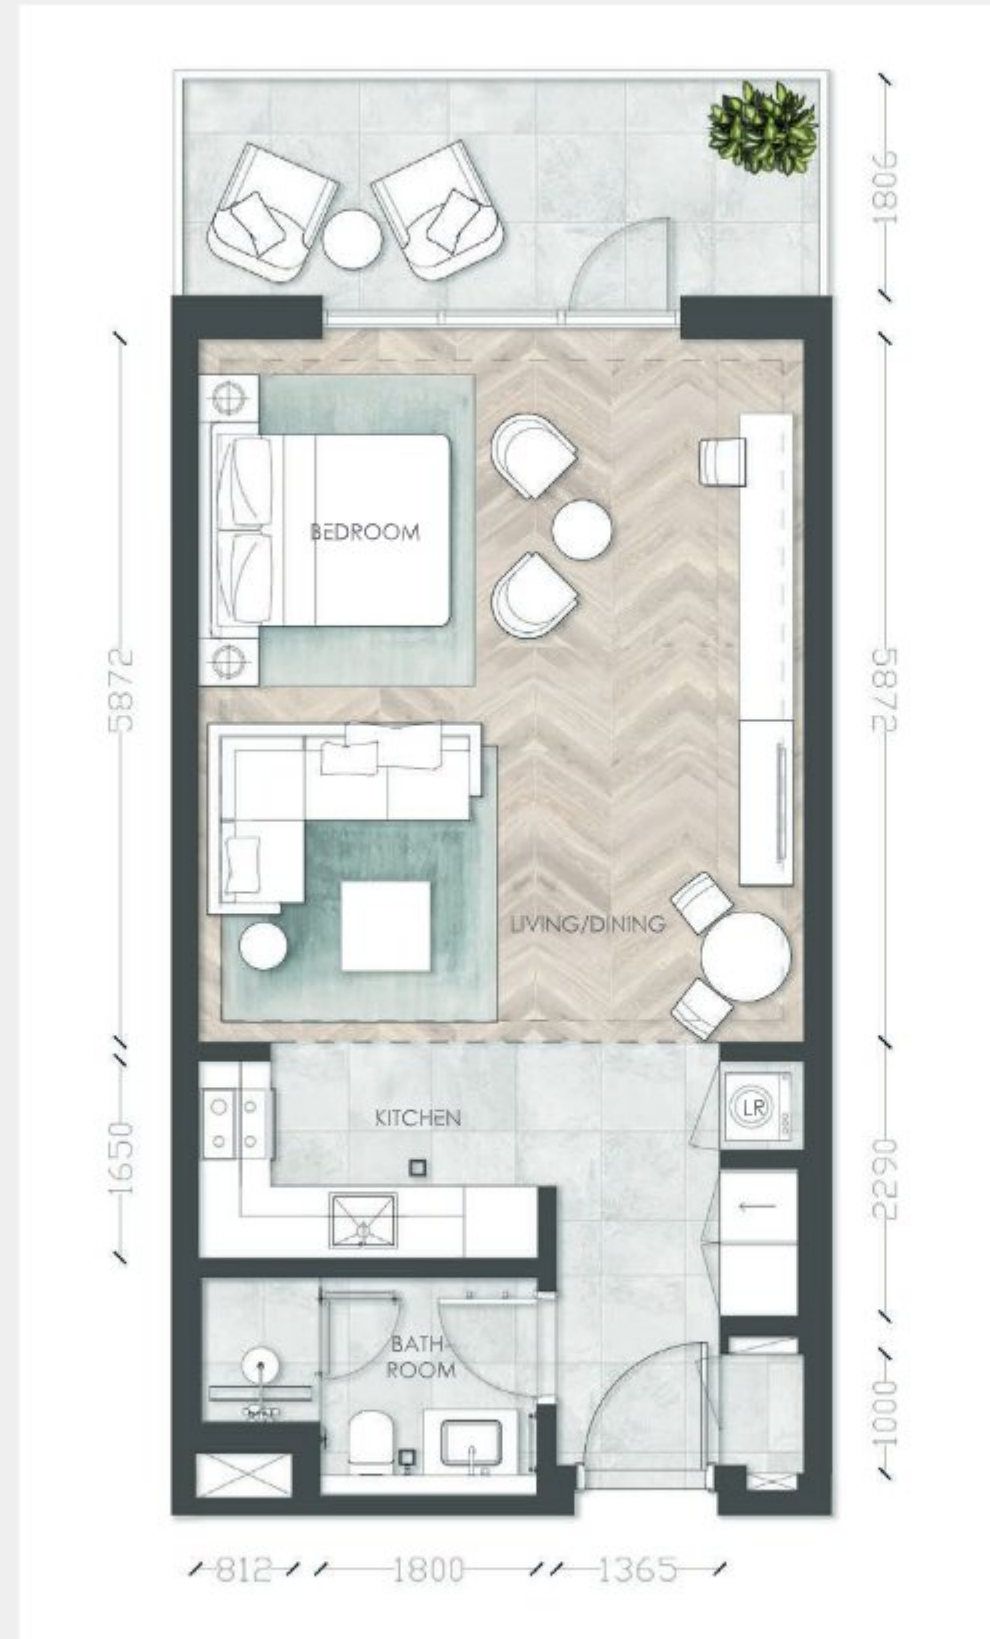 1806
BEDROOM
5872
5872
LIVING/DINING
KITCHEN
LR
1650
2290
BATH-
ROOM
1000
812
1800
1365